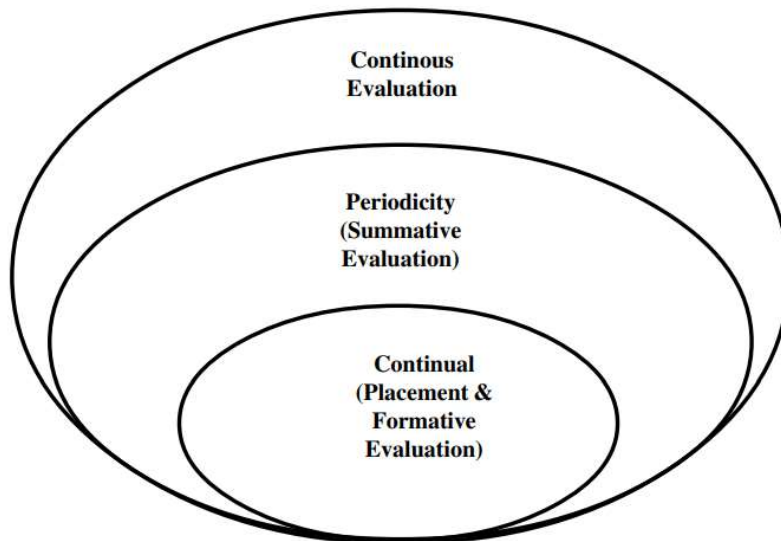 Continous
Evaluation
Periodicity
(Summative
Evaluation)
Continual
(Placement &
Formative
Evaluation)